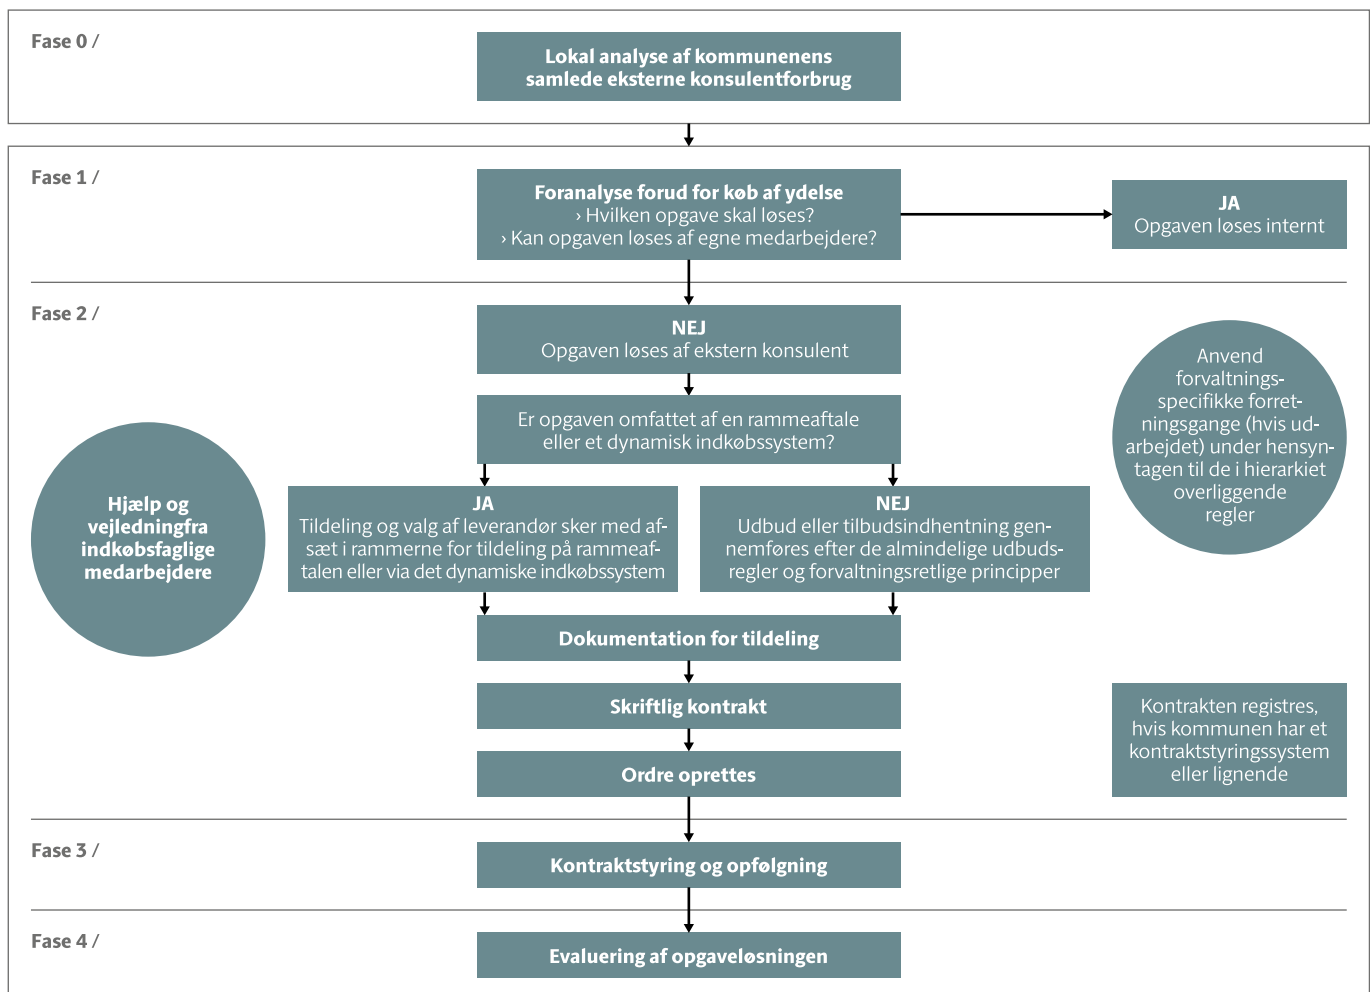 Fase 0 /
Lokal analyse af kommunenens
samlede eksterne konsulentforbrug
Fase 1 /
Foranalyse forud for køb af ydelse
› Hvilken opgave skal løses?
› Kan opgaven løses af egne medarbejdere?
JA
Opgaven løses internt
Fase 2 /
NEJ
Opgaven løses af ekstern konsulent
Er opgaven omfattet af en rammeaftale
eller et dynamisk indkøbssystem?
Anvend
forvaltnings-
specifikke forret-
ningsgange (hvis ud-
arbejdet) under hensyn-
tagen til de i hierarkiet
overliggende
regler
Hjælp og
vejledningfra
indkøbsfaglige
medarbejdere
JA
Tildeling og valg af leverandør sker med af-
sæt i rammerne for tildeling på rammeaf-
talen eller via det dynamiske indkøbssystem
NEJ
Udbud eller tilbudsindhentning gen-
nemføres efter de almindelige udbuds-
regler og forvaltningsretlige principper
Dokumentation for tildeling
Skriftlig kontrakt
Ordre oprettes
Kontrakten registres,
hvis kommunen har et
kontraktstyringssystem
eller lignende
Fase 3 /
Kontraktstyring og opfølgning
Fase 4 /
Evaluering af opgaveløsningen